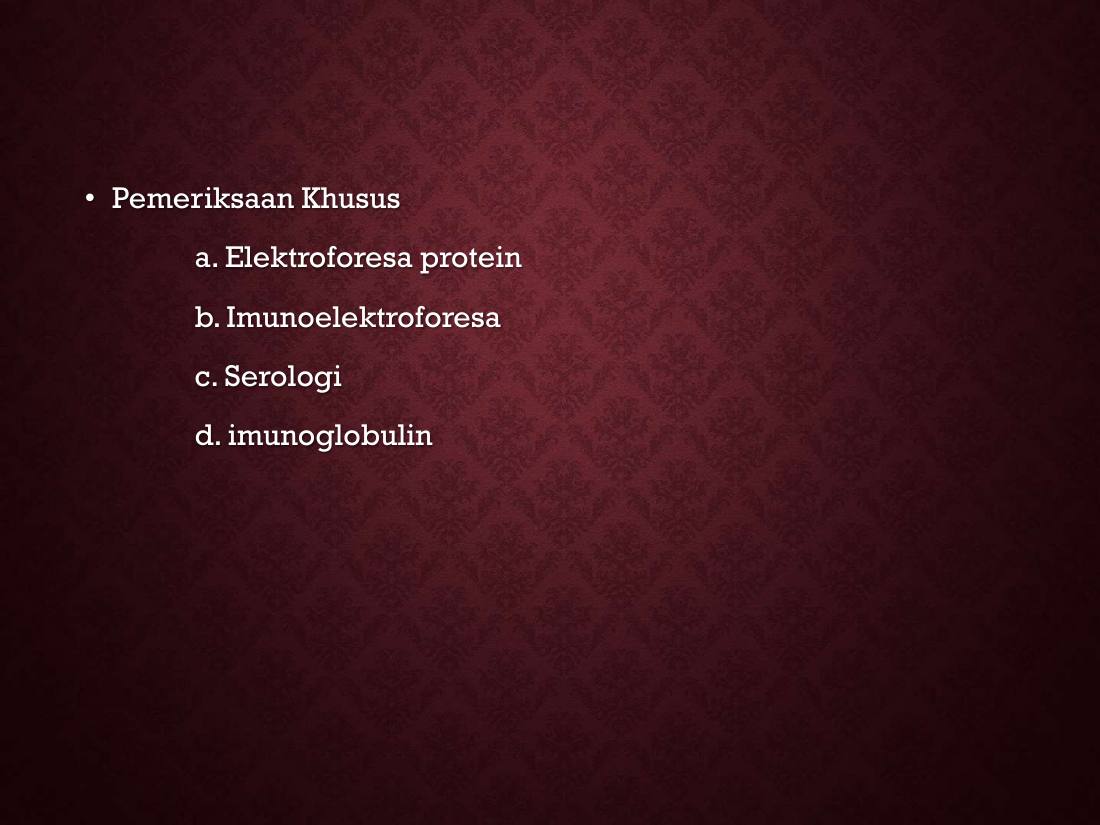 • Pemeriksaan Khusus
a. Elektroforesa protein
b. Imunoelektroforesa
c. Serologi
d. imunoglobulin